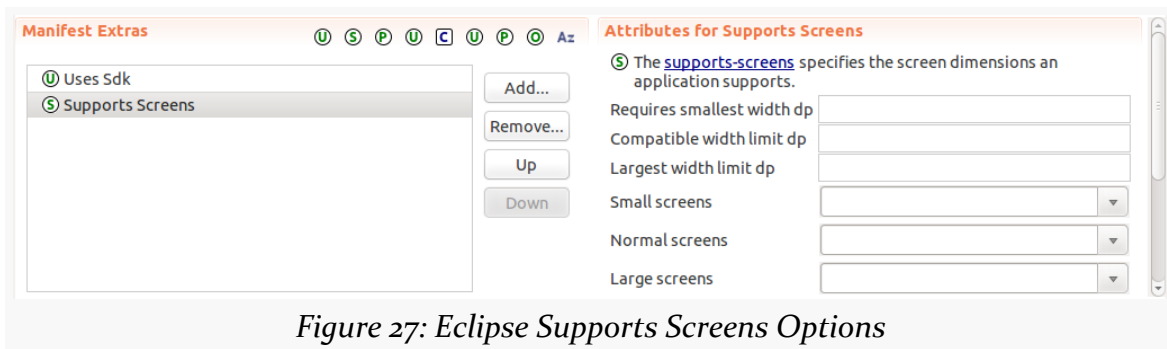 Manifest Extras
U S P U C U P O Az
U Uses Sdk
S Supports Screens
Add...
Remove...
Up
Down
Attributes for Supports Screens
S The supports-screens specifies the screen dimensions an
application supports.
Requires smallest width dp
Compatible width limit dp
Largest width limit dp
Small screens
Normal screens
Large screens
Figure 27: Eclipse Supports Screens Options